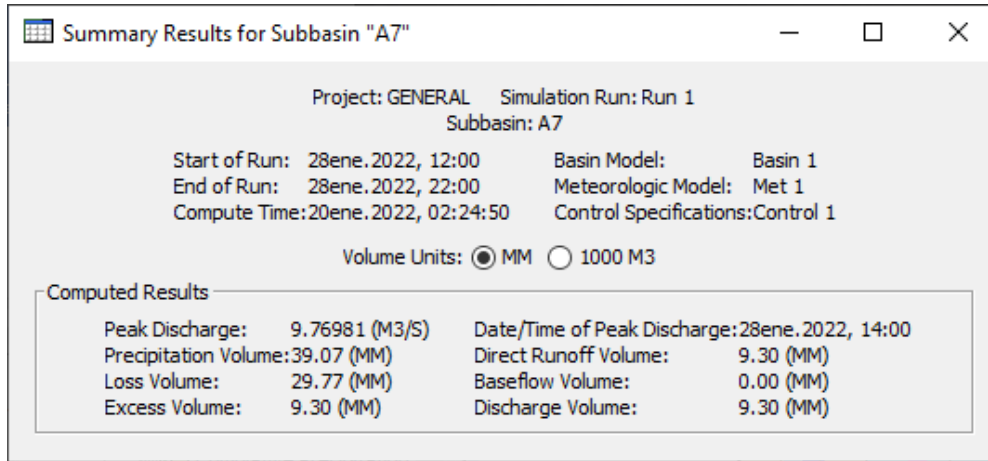 Summary Results for Subbasin "A7"
Project: GENERAL Simulation Run: Run 1
Subbasin: A7
Start of Run: 28ene.2022, 12:00 Basin Model: Basin 1
End of Run: 28ene.2022, 22:00 Meteorologic Model: Met 1
Compute Time:20ene.2022, 02:24:50 Control Specifications:Control 1
Volume Units: MM 1000 M3
Computed Results
Peak Discharge: 9.76981 (M3/S) Date/Time of Peak Discharge:28ene.2022, 14:00
Precipitation Volume:39.07 (MM) Direct Runoff Volume: 9.30 (MM)
Loss Volume: 29.77 (MM) Baseflow Volume: 0.00 (MM)
Excess Volume: 9.30 (MM) Discharge Volume: 9.30 (MM)